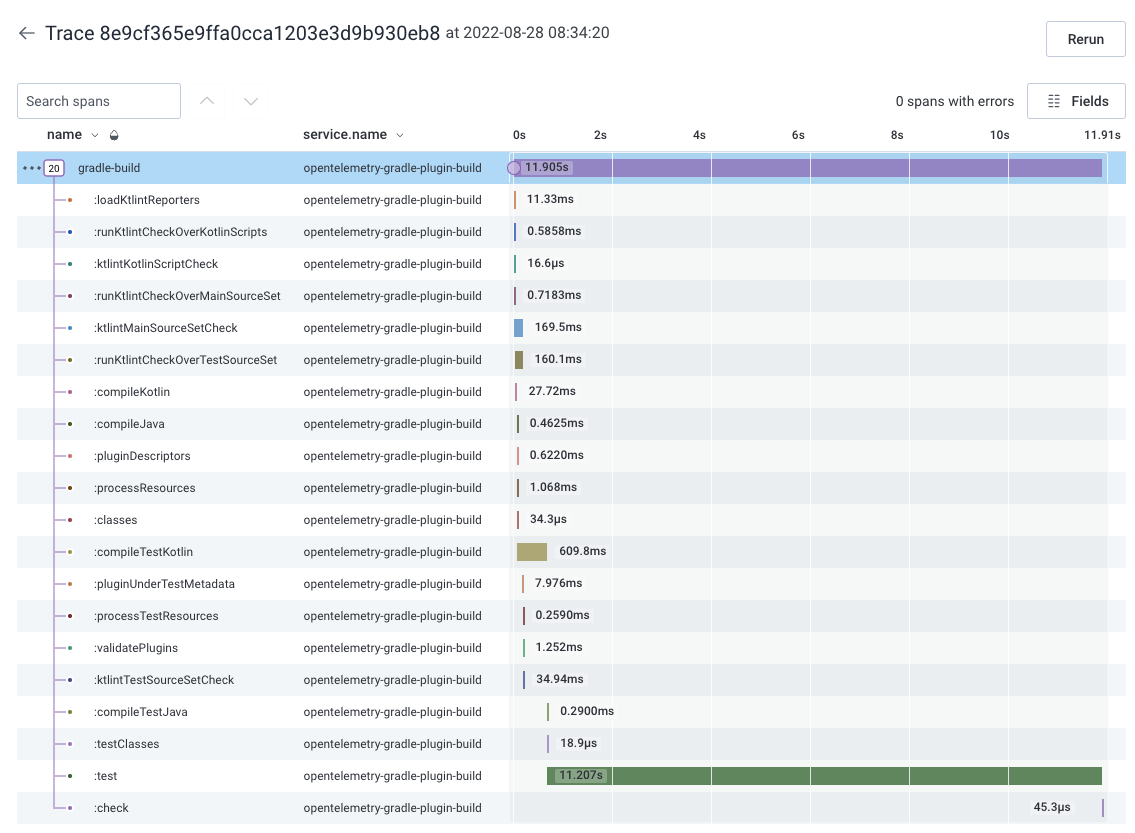 Trace 8e9cf365e9ffa0cca1203e3d9b930eb8 at 2022-08-28 08:34:20
Rerun
Search spans
0 spans with errors
Fields
name service.name 0s 2s 4s 6s 8s 10s 11.91s
20 gradle-build opentelemetry-gradle-plugin-build 11.905s
:loadKtlintReporters opentelemetry-gradle-plugin-build 11.33ms
:runKtlintCheckOverKotlinScripts opentelemetry-gradle-plugin-build 0.5858ms
:ktlintKotlinScriptCheck opentelemetry-gradle-plugin-build 16.6µs
:runKtlintCheckOverMainSourceSet opentelemetry-gradle-plugin-build 0.7183ms
:ktlintMainSourceSetCheck opentelemetry-gradle-plugin-build 169.5ms
:runKtlintCheckOverTestSourceSet opentelemetry-gradle-plugin-build 160.1ms
:compileKotlin opentelemetry-gradle-plugin-build 27.72ms
:compileJava opentelemetry-gradle-plugin-build 0.4625ms
:pluginDescriptors opentelemetry-gradle-plugin-build 0.6220ms
:processResources opentelemetry-gradle-plugin-build 1.068ms
:classes opentelemetry-gradle-plugin-build 34.3µs
:compileTestKotlin opentelemetry-gradle-plugin-build 609.8ms
:pluginUnderTestMetadata opentelemetry-gradle-plugin-build 7.976ms
:processTestResources opentelemetry-gradle-plugin-build 0.2590ms
:validatePlugins opentelemetry-gradle-plugin-build 1.252ms
:ktlintTestSourceSetCheck opentelemetry-gradle-plugin-build 34.94ms
:compileTestJava opentelemetry-gradle-plugin-build 0.2900ms
:testClasses opentelemetry-gradle-plugin-build 18.9µs
:test opentelemetry-gradle-plugin-build 11.207s
:check opentelemetry-gradle-plugin-build 45.3µs